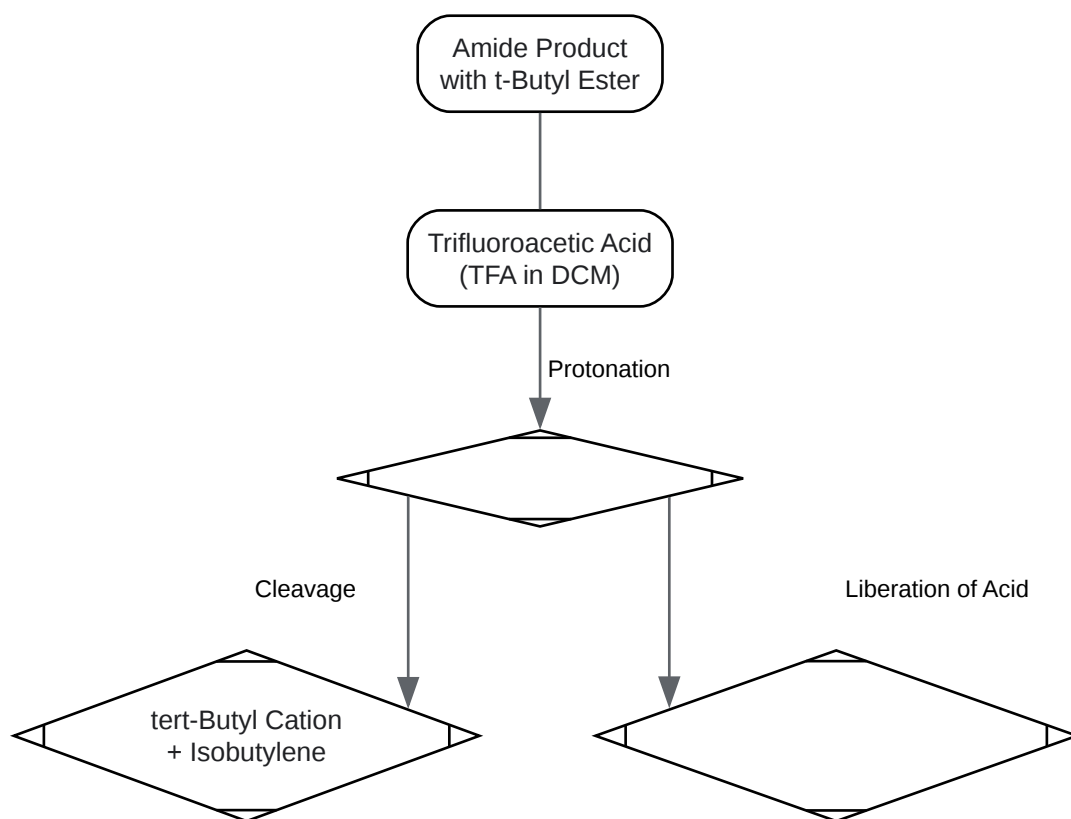 Amide Product
with t-Butyl Ester
Trifluoroacetic Acid
(TFA in DCM)
Protonation
Cleavage
Liberation of Acid
tert-Butyl Cation
+ Isobutylene